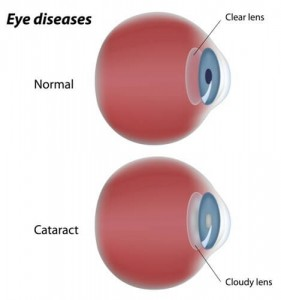 Eye diseases
Clear lens
Normal
Cataract
Cloudy lens